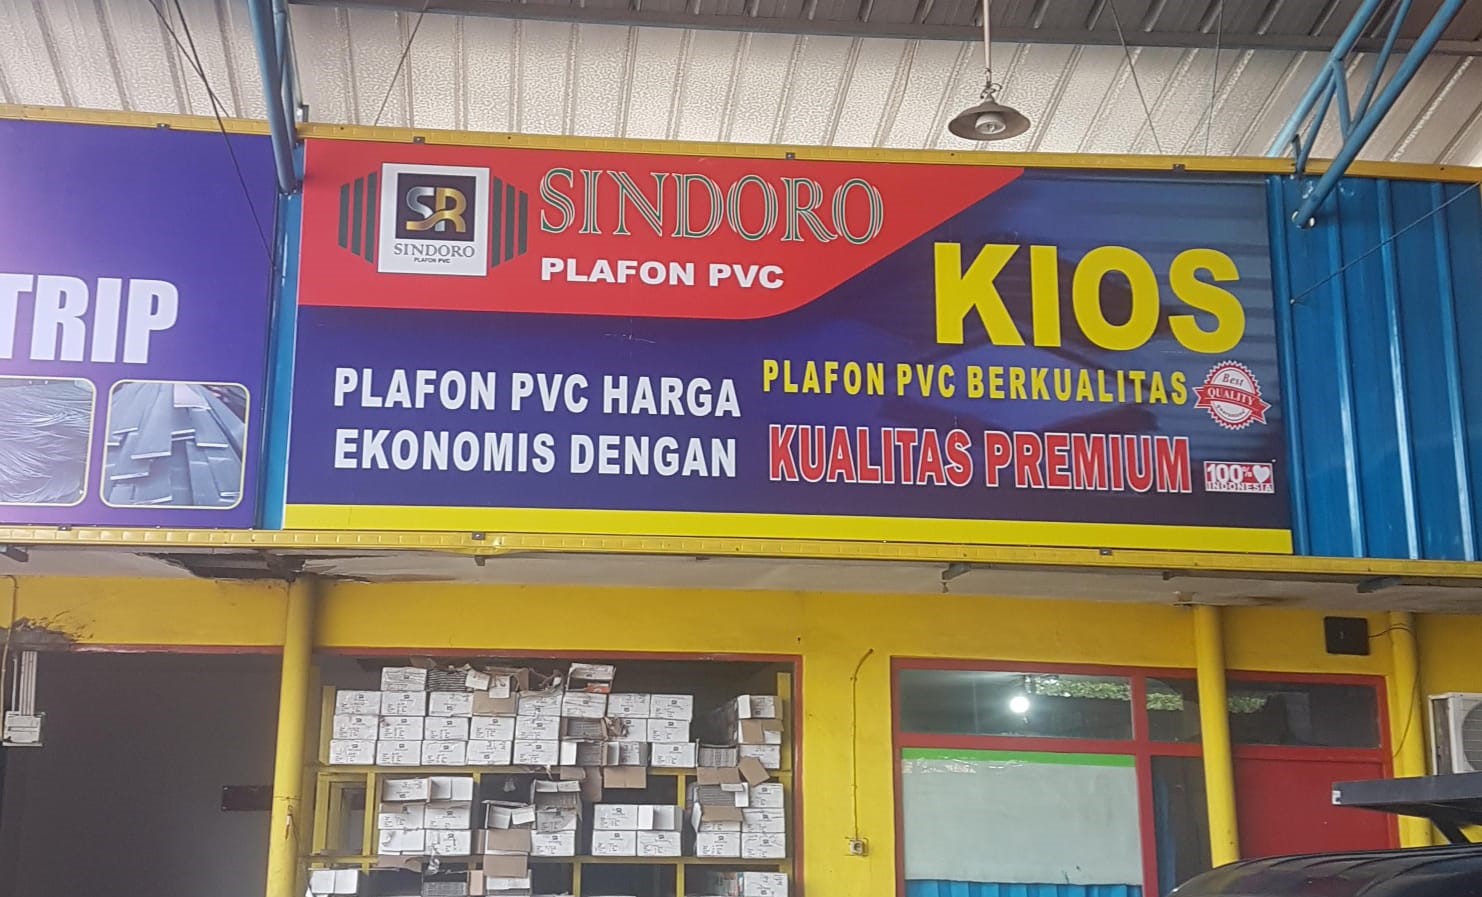 TRIP
SR
SINDORO
PLAFON PVC
SINDORO
PLAFON PVC
KIOS
PLAFON PVC BERKUALITAS
Best
QUALITY
PLAFON PVC HARGA
EKONOMIS DENGAN
KUALITAS PREMIUM
100%
INDONESIA